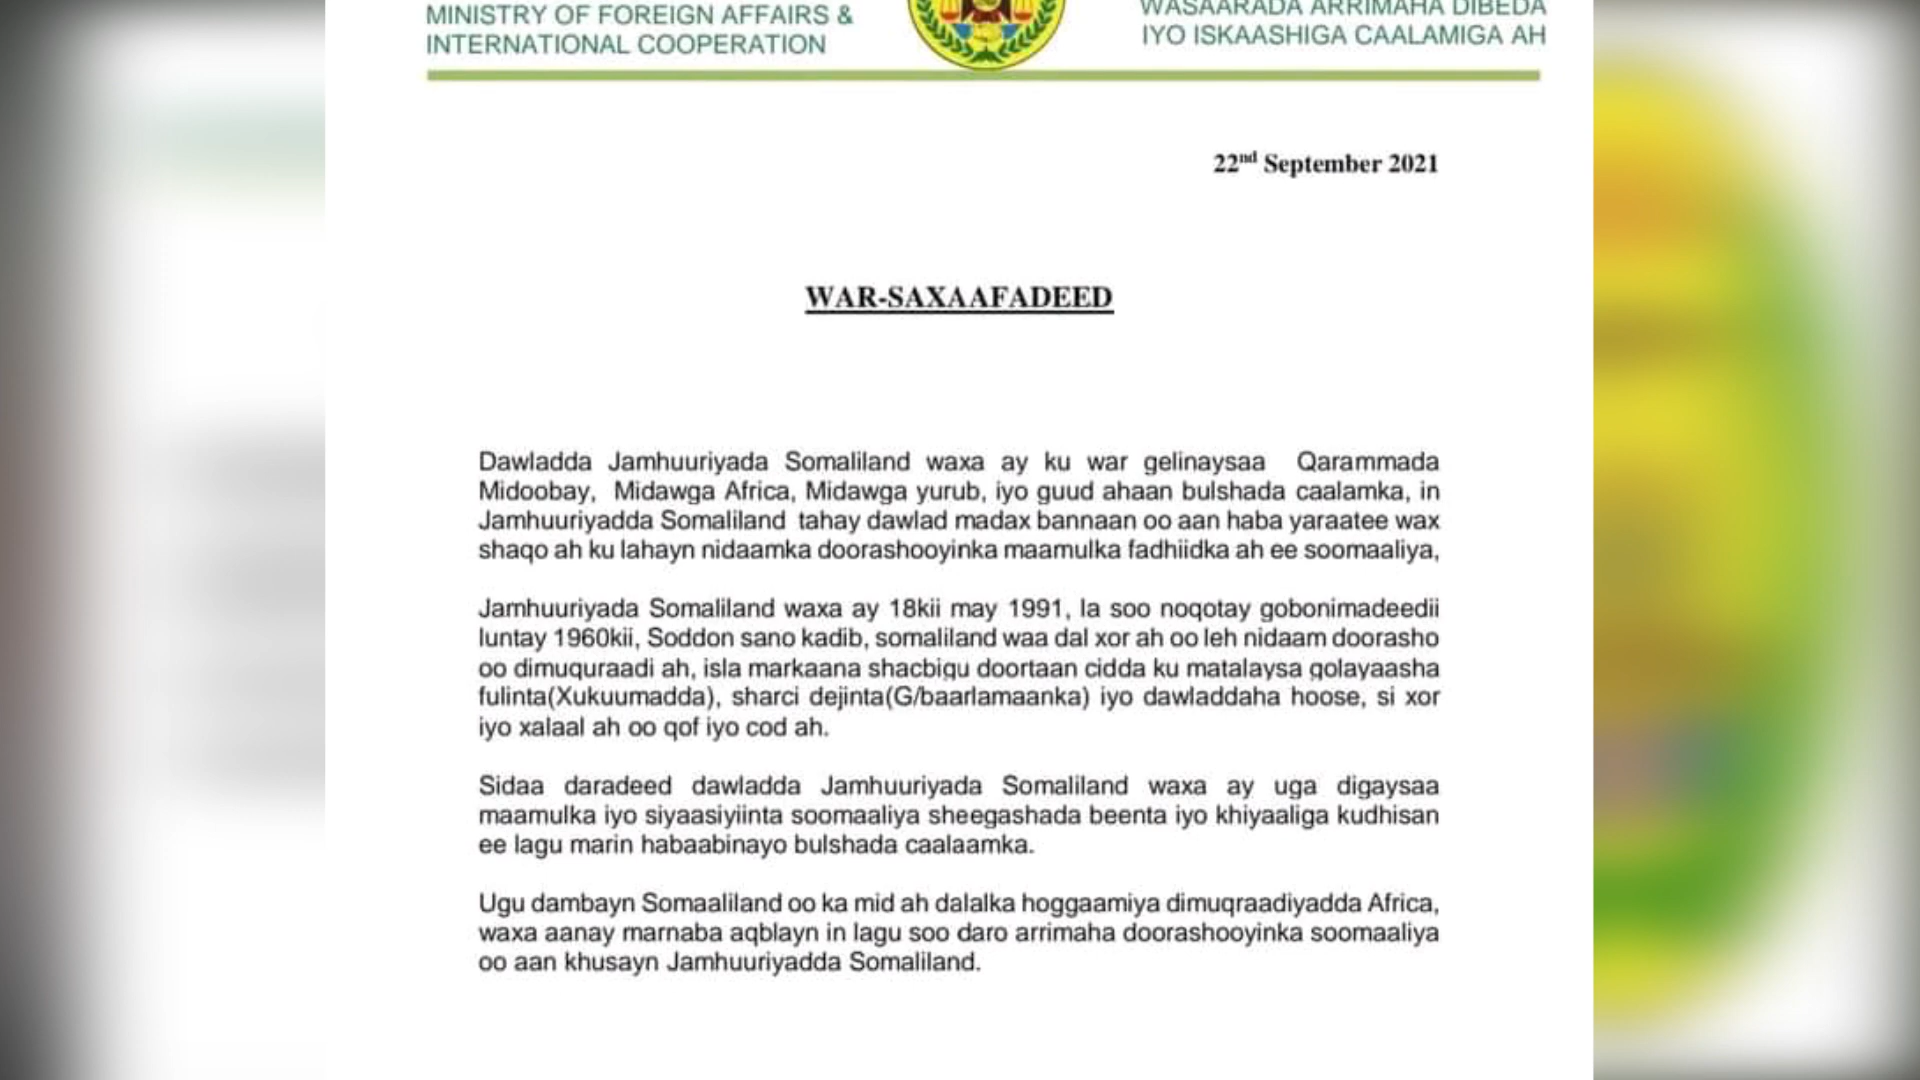 MINISTRY OF FOREIGN AFFAIRS &
INTERNATIONAL COOPERATION
WASAARADA ARRIMAHA DIBEDA
IYO ISKAASHIGA CAALAMIGA AH
22nd September 2021
WAR-SAXAAFADEED
Dawladda Jamhuuriyada Somaliland waxa ay ku war gelinaysaa Qarammada
Midoobay, Midawga Africa, Midawga yurub, iyo guud ahaan bulshada caalamka, in
Jamhuuriyadda Somaliland tahay dawlad madax bannaan oo aan haba yaraatee wax
shaqo ah ku lahayn nidaamka doorashooyinka maamulka fadhiidka ah ee soomaaliya,
Jamhuuriyada Somaliland waxa ay 18kii may 1991, la soo noqotay gobonimadeedii
luntay 1960kii, Soddon sano kadib, somaliland waa dal xor ah oo leh nidaam doorasho
oo dimuquraadi ah, isla markaana shacbigu doortaan cidda ku matalaysa golayaasha
fulinta(Xukuumadda), sharci dejinta(G/baarlamaanka) iyo dawladdaha hoose, si xor
iyo xalaal ah oo qof iyo cod ah.
Sidaa daradeed dawladda Jamhuuriyada Somaliland waxa ay uga digaysaa
maamulka iyo siyaasiyiinta soomaaliya sheegashada beenta iyo khiyaaliga kudhisan
ee lagu marin habaabinayo bulshada caalaamka.
Ugu dambayn Somaaliland oo ka mid ah dalalka hoggaamiya dimuqraadiyadda Africa,
waxa aanay marnaba aqblayn in lagu soo daro arrimaha doorashooyinka soomaaliya
oo aan khusayn Jamhuuriyadda Somaliland.